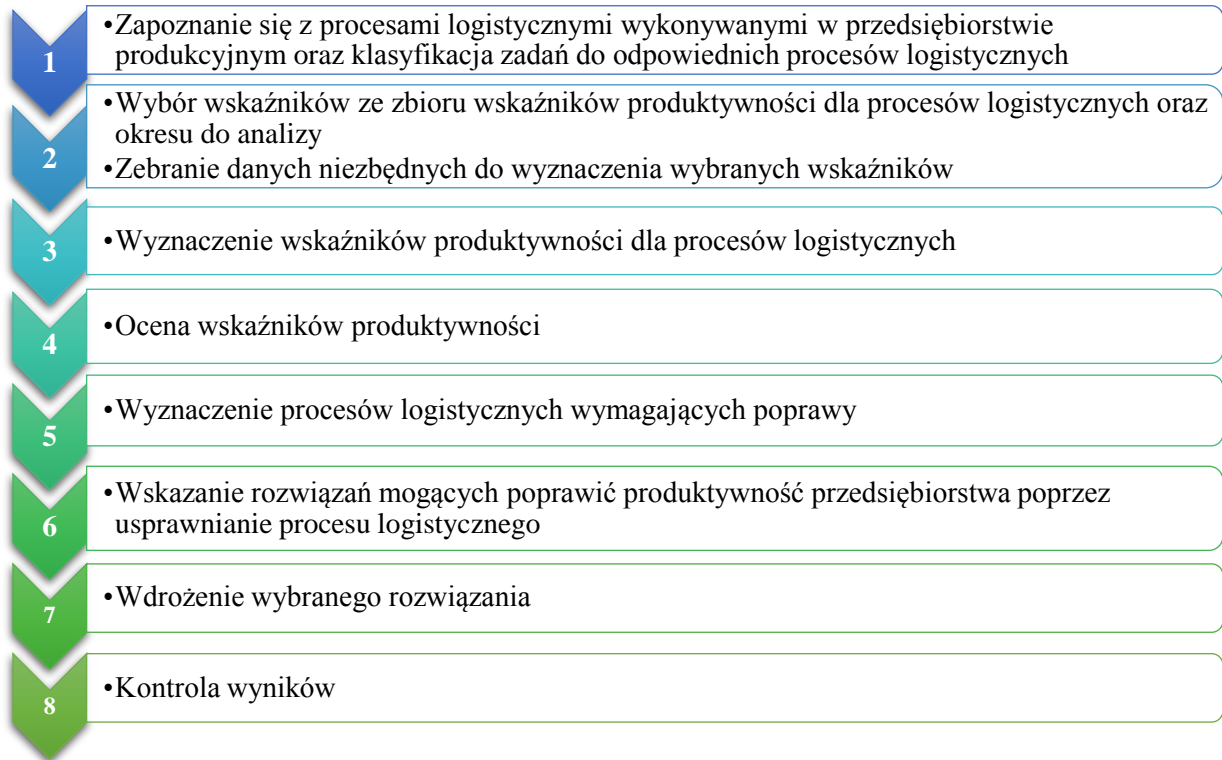 1
•Zapoznanie się z procesami logistycznymi wykonywanymi w przedsiębiorstwie
produkcyjnym oraz klasyfikacja zadań do odpowiednich procesów logistycznych
2
•Wybór wskaźników ze zbioru wskaźników produktywności dla procesów logistycznych oraz
okresu do analizy
•Zebranie danych niezbędnych do wyznaczenia wybranych wskaźników
3
•Wyznaczenie wskaźników produktywności dla procesów logistycznych
4
•Ocena wskaźników produktywności
5
•Wyznaczenie procesów logistycznych wymagających poprawy
6
•Wskazanie rozwiązań mogących poprawić produktywność przedsiębiorstwa poprzez
usprawnianie procesu logistycznego
7
•Wdrożenie wybranego rozwiązania
8
•Kontrola wyników